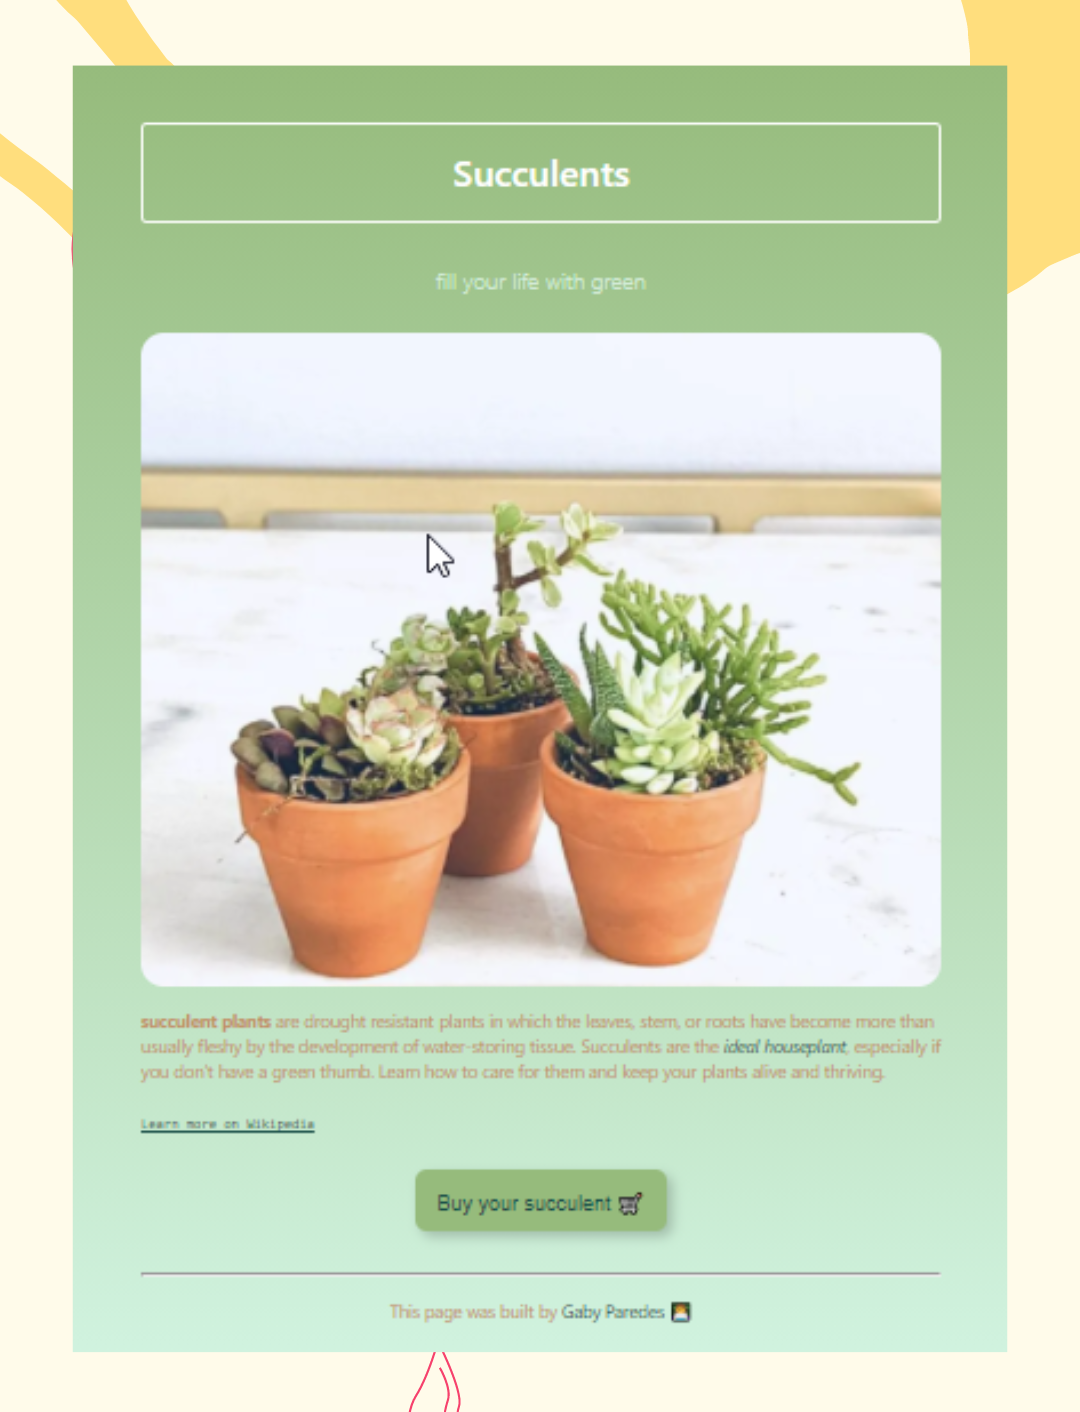 Succulents
fill your life with green
succulent plants are drought resistant plants in which the leaves, stem, or roots have become more than
usually fleshy by the development of water-storing tissue. Succulents are the ideal houseplant, especially if
you don't have a green thumb. Learn how to care for them and keep your plants alive and thriving.
Learn more on Wikipedia
Buy your succulent 🛒
This page was built by Gaby Paredes